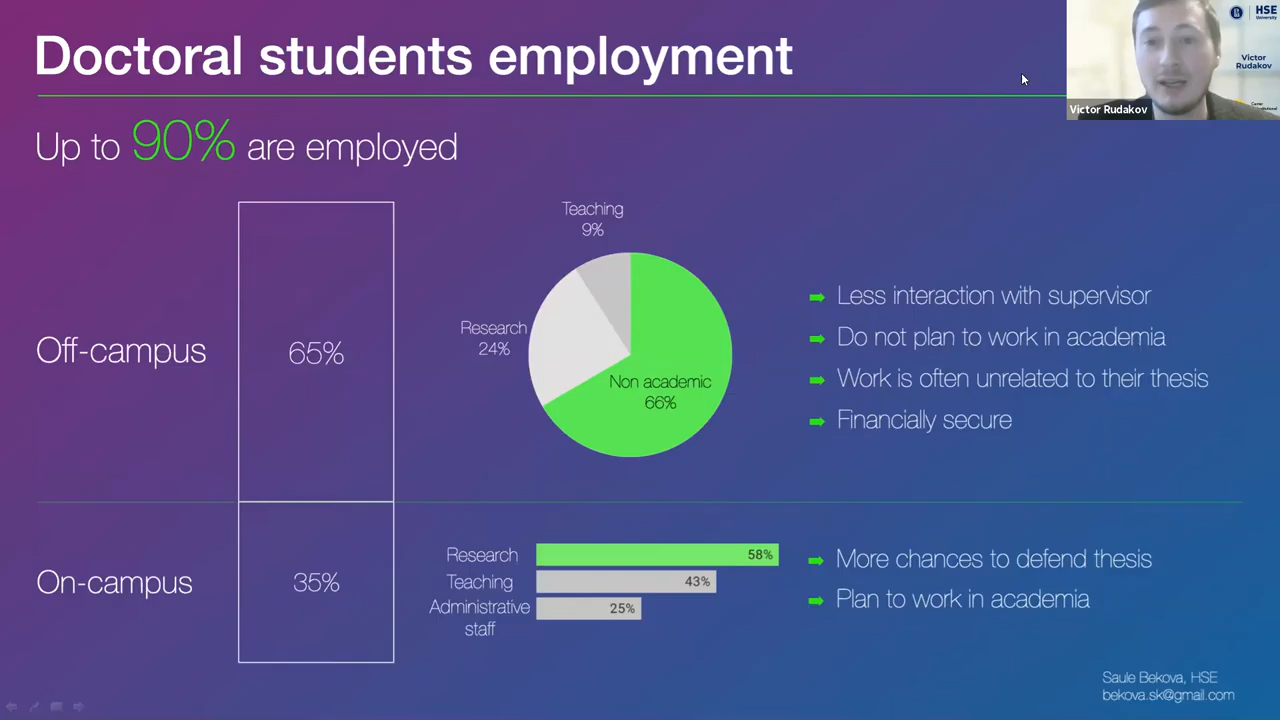 Doctoral students employment
HSE
University
Victor
Rudakov
Victor Rudakov
Up to 90% are employed
Off-campus
65%
Teaching
9%
Research
24%
Non academic
66%
Less interaction with supervisor
Do not plan to work in academia
Work is often unrelated to their thesis
Financially secure
On-campus
35%
Research
58%
Teaching
43%
Administrative
staff
25%
More chances to defend thesis
Plan to work in academia
Saule Bekova, HSE
bekova.sk@gmail.com